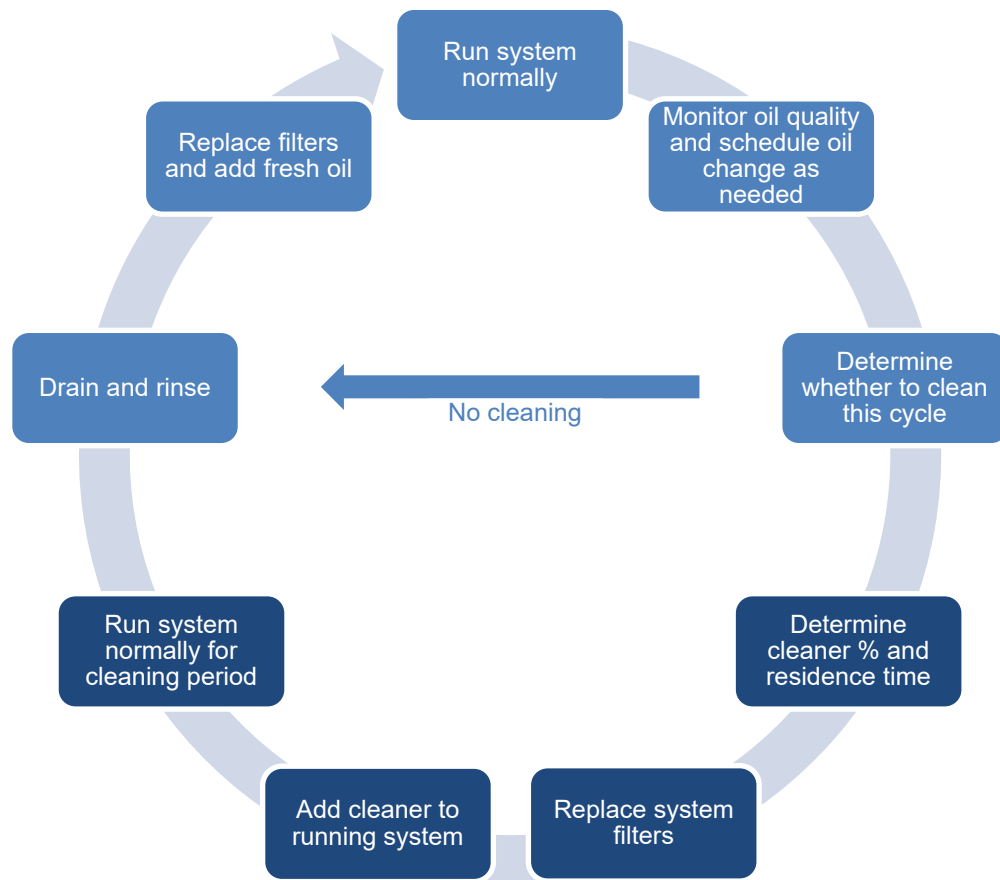 Run system
normally
Monitor oil quality
and schedule oil
change as
needed
Determine
whether to clean
this cycle
Determine
cleaner % and
residence time
Replace system
filters
Add cleaner to
running system
Run system
normally for
cleaning period
Drain and rinse
Replace filters
and add fresh oil
No cleaning